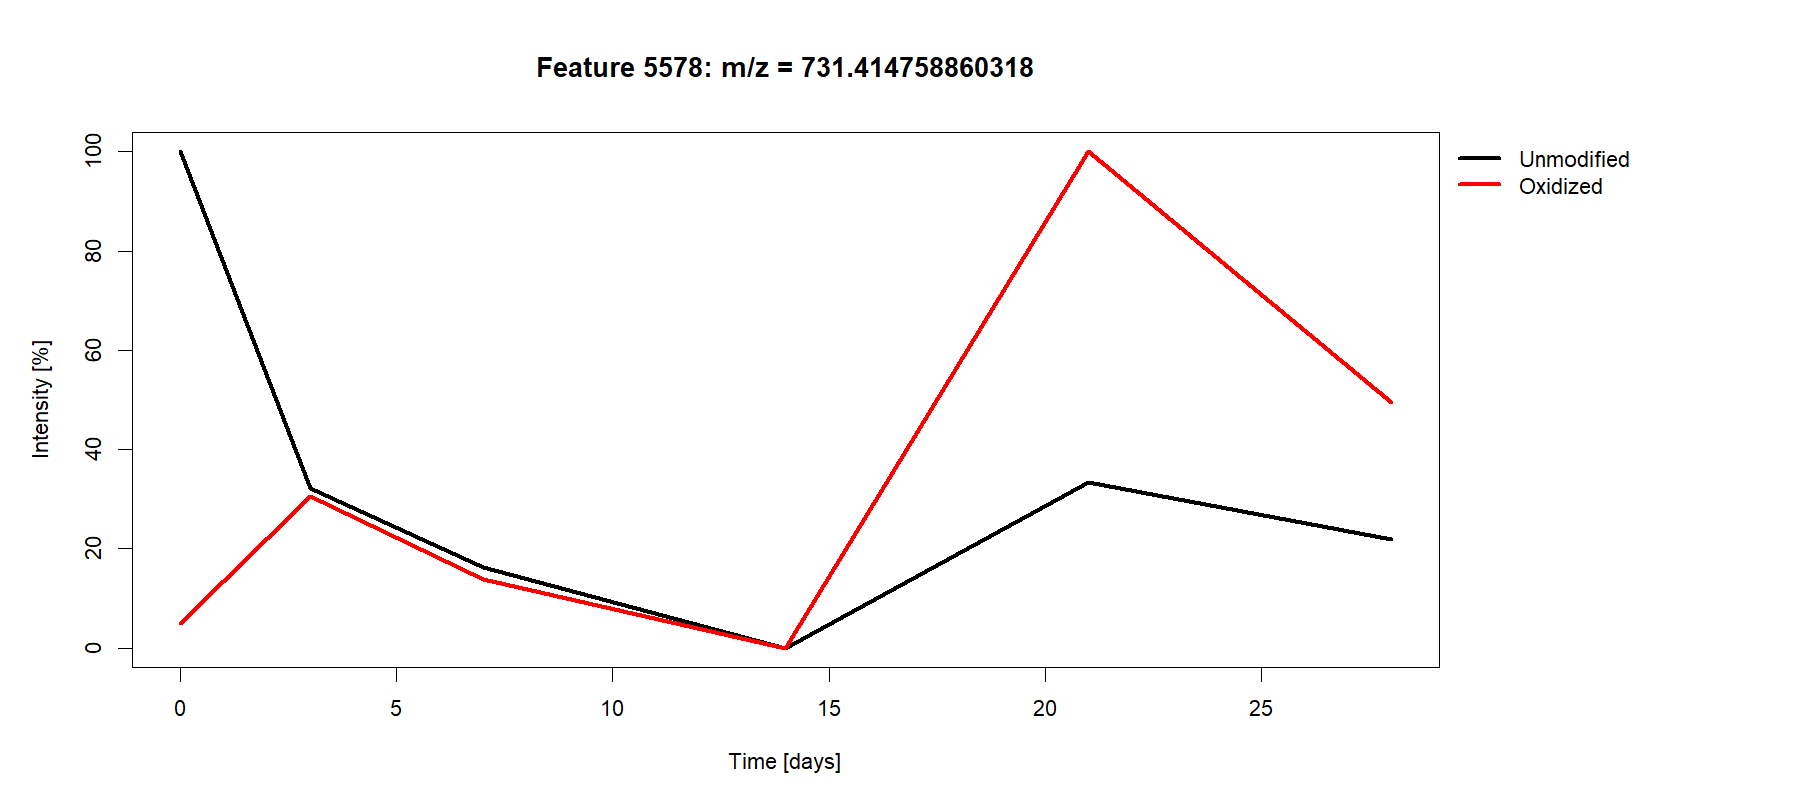 Feature 5578: m/z = 731.414758860318
Unmodified
Oxidized
Intensity [%]
100
80
60
40
20
0
0 5 10 15 20 25
Time [days]